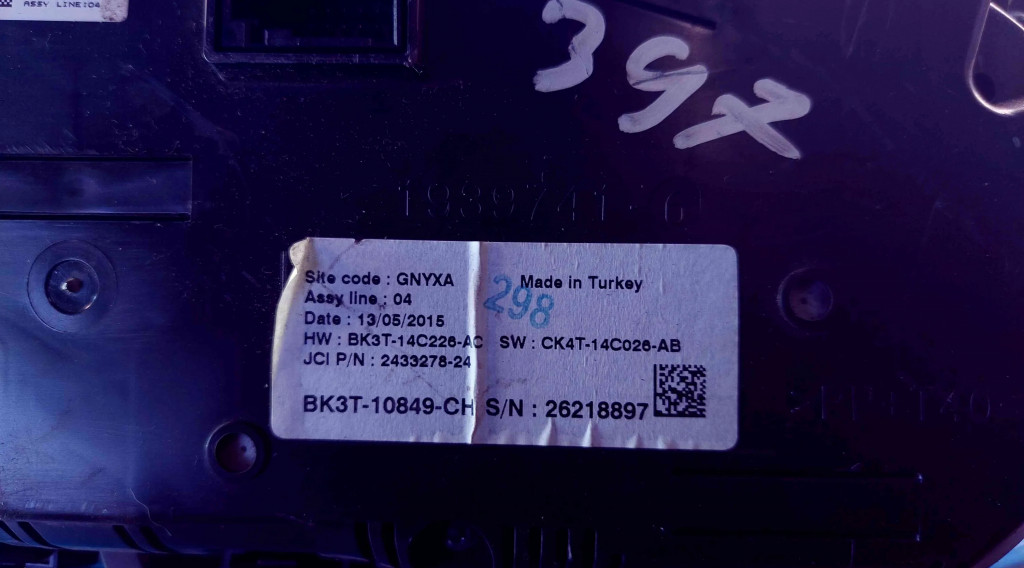 ASSY LINE:04
397
Site code : GNYXA
Made in Turkey
Assy line : 04
298
Date : 13/05/2015
HW : BK3T-14C226-AC SW : CK4T-14C026-AB
JCI P/N : 2433278-24
BK3T-10849-CH S/N : 26218897